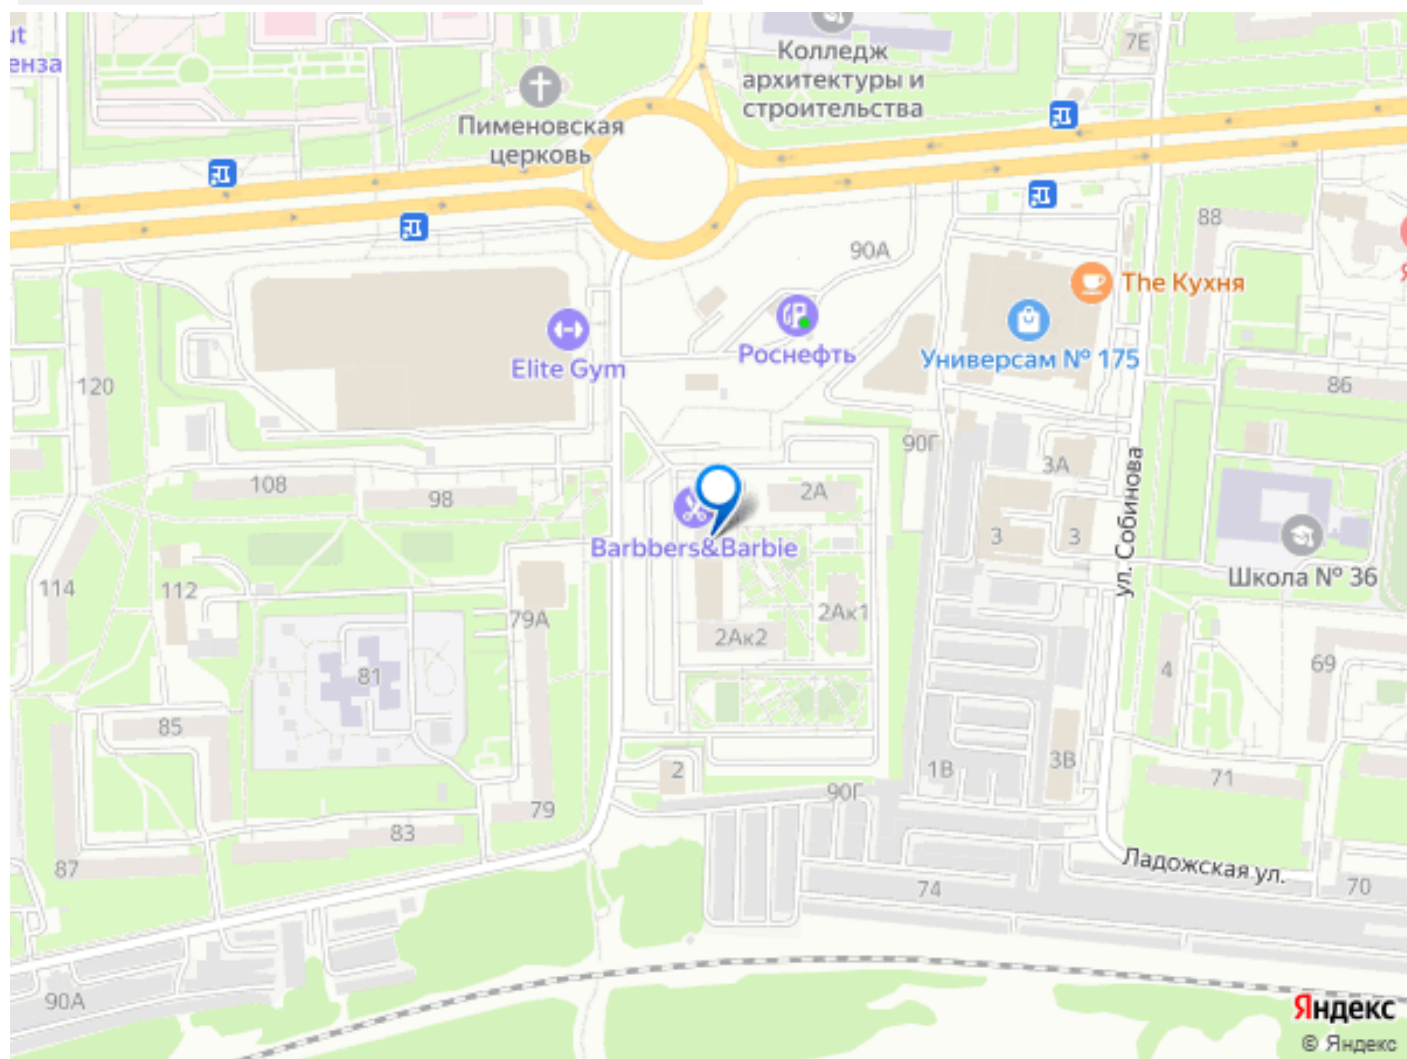 ut
енза
Колледж
архитектуры и
строительства
7Е
Пименовская
церковь
88
90А
The Кухня
Я
Роснефть
Универсам № 175
Elite Gym
120
86
90Г
3А
108
98
2А
ул. Собинова
Barbbers&Barbie
3
3
Школа № 36
114
112
79А
2Ак1
2Ак2
81
4
69
85
2
1В
3В
71
90Г
79
83
87
Ладожская ул.
74
70
90А
Яндекс
© Яндекс